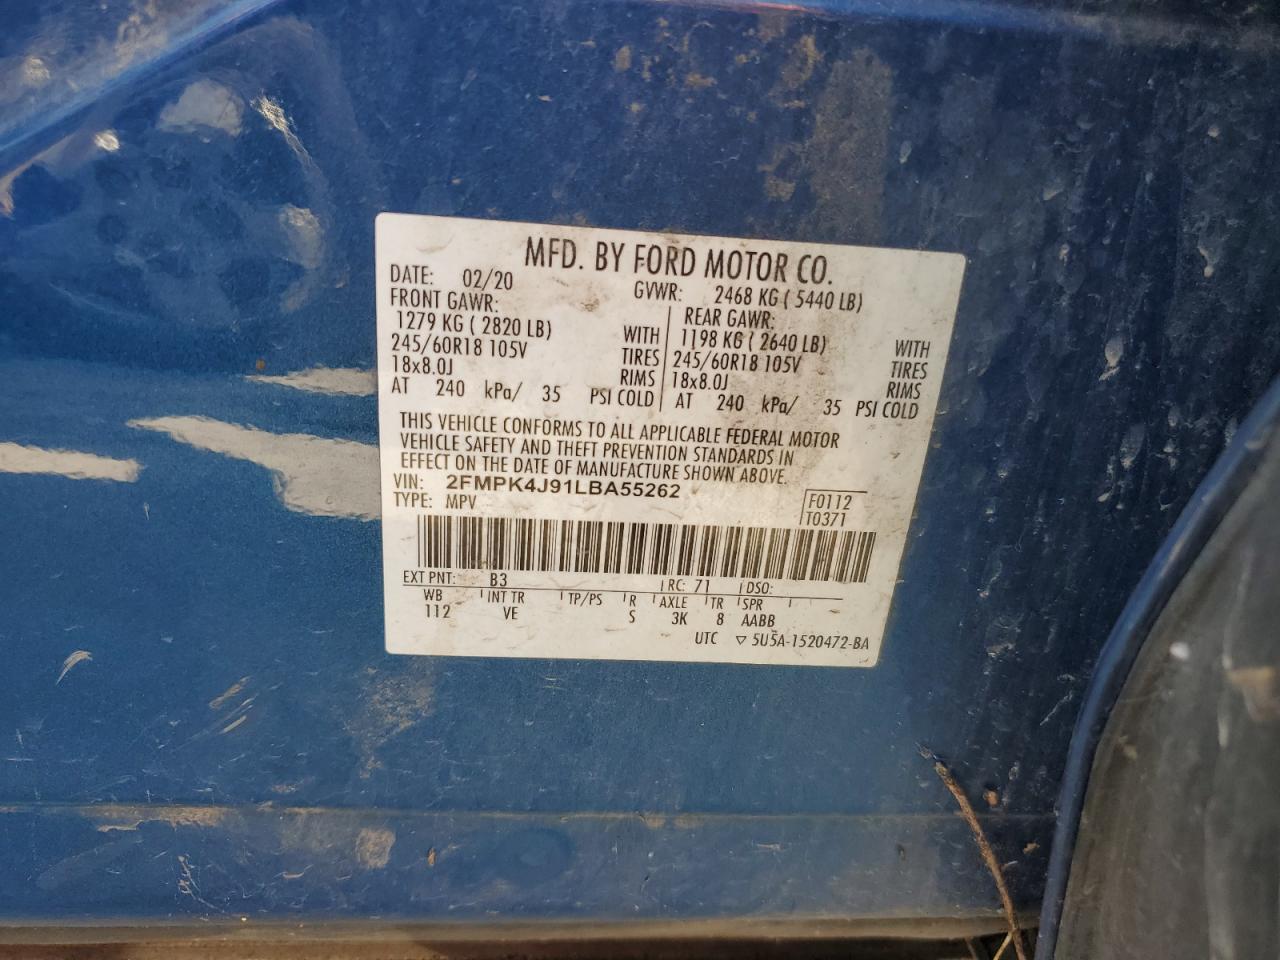 MFD. BY FORD MOTOR CO.
DATE: 02/20 GVWR: 2468 KG ( 5440 LB)
FRONT GAWR: REAR GAWR:
1279 KG ( 2820 LB) WITH 1198 KG ( 2640 LB) WITH
245/60R18 105V TIRES 245/60R18 105V TIRES
18x8.0J RIMS 18x8.0J RIMS
AT 240 kPa/ 35 PSI COLD AT 240 kPa/ 35 PSI COLD
THIS VEHICLE CONFORMS TO ALL APPLICABLE FEDERAL MOTOR
VEHICLE SAFETY AND THEFT PREVENTION STANDARDS IN
EFFECT ON THE DATE OF MANUFACTURE SHOWN ABOVE.
VIN: 2FMPK4J91LBA55262 F0112
TYPE: MPV T0371
EXT PNT: B3 RC: 71 DSO:
WB INT TR TP/PS R AXLE TR SPR
112 VE S 3K 8 AABB
UTC ▽ 5U5A-1520472-BA